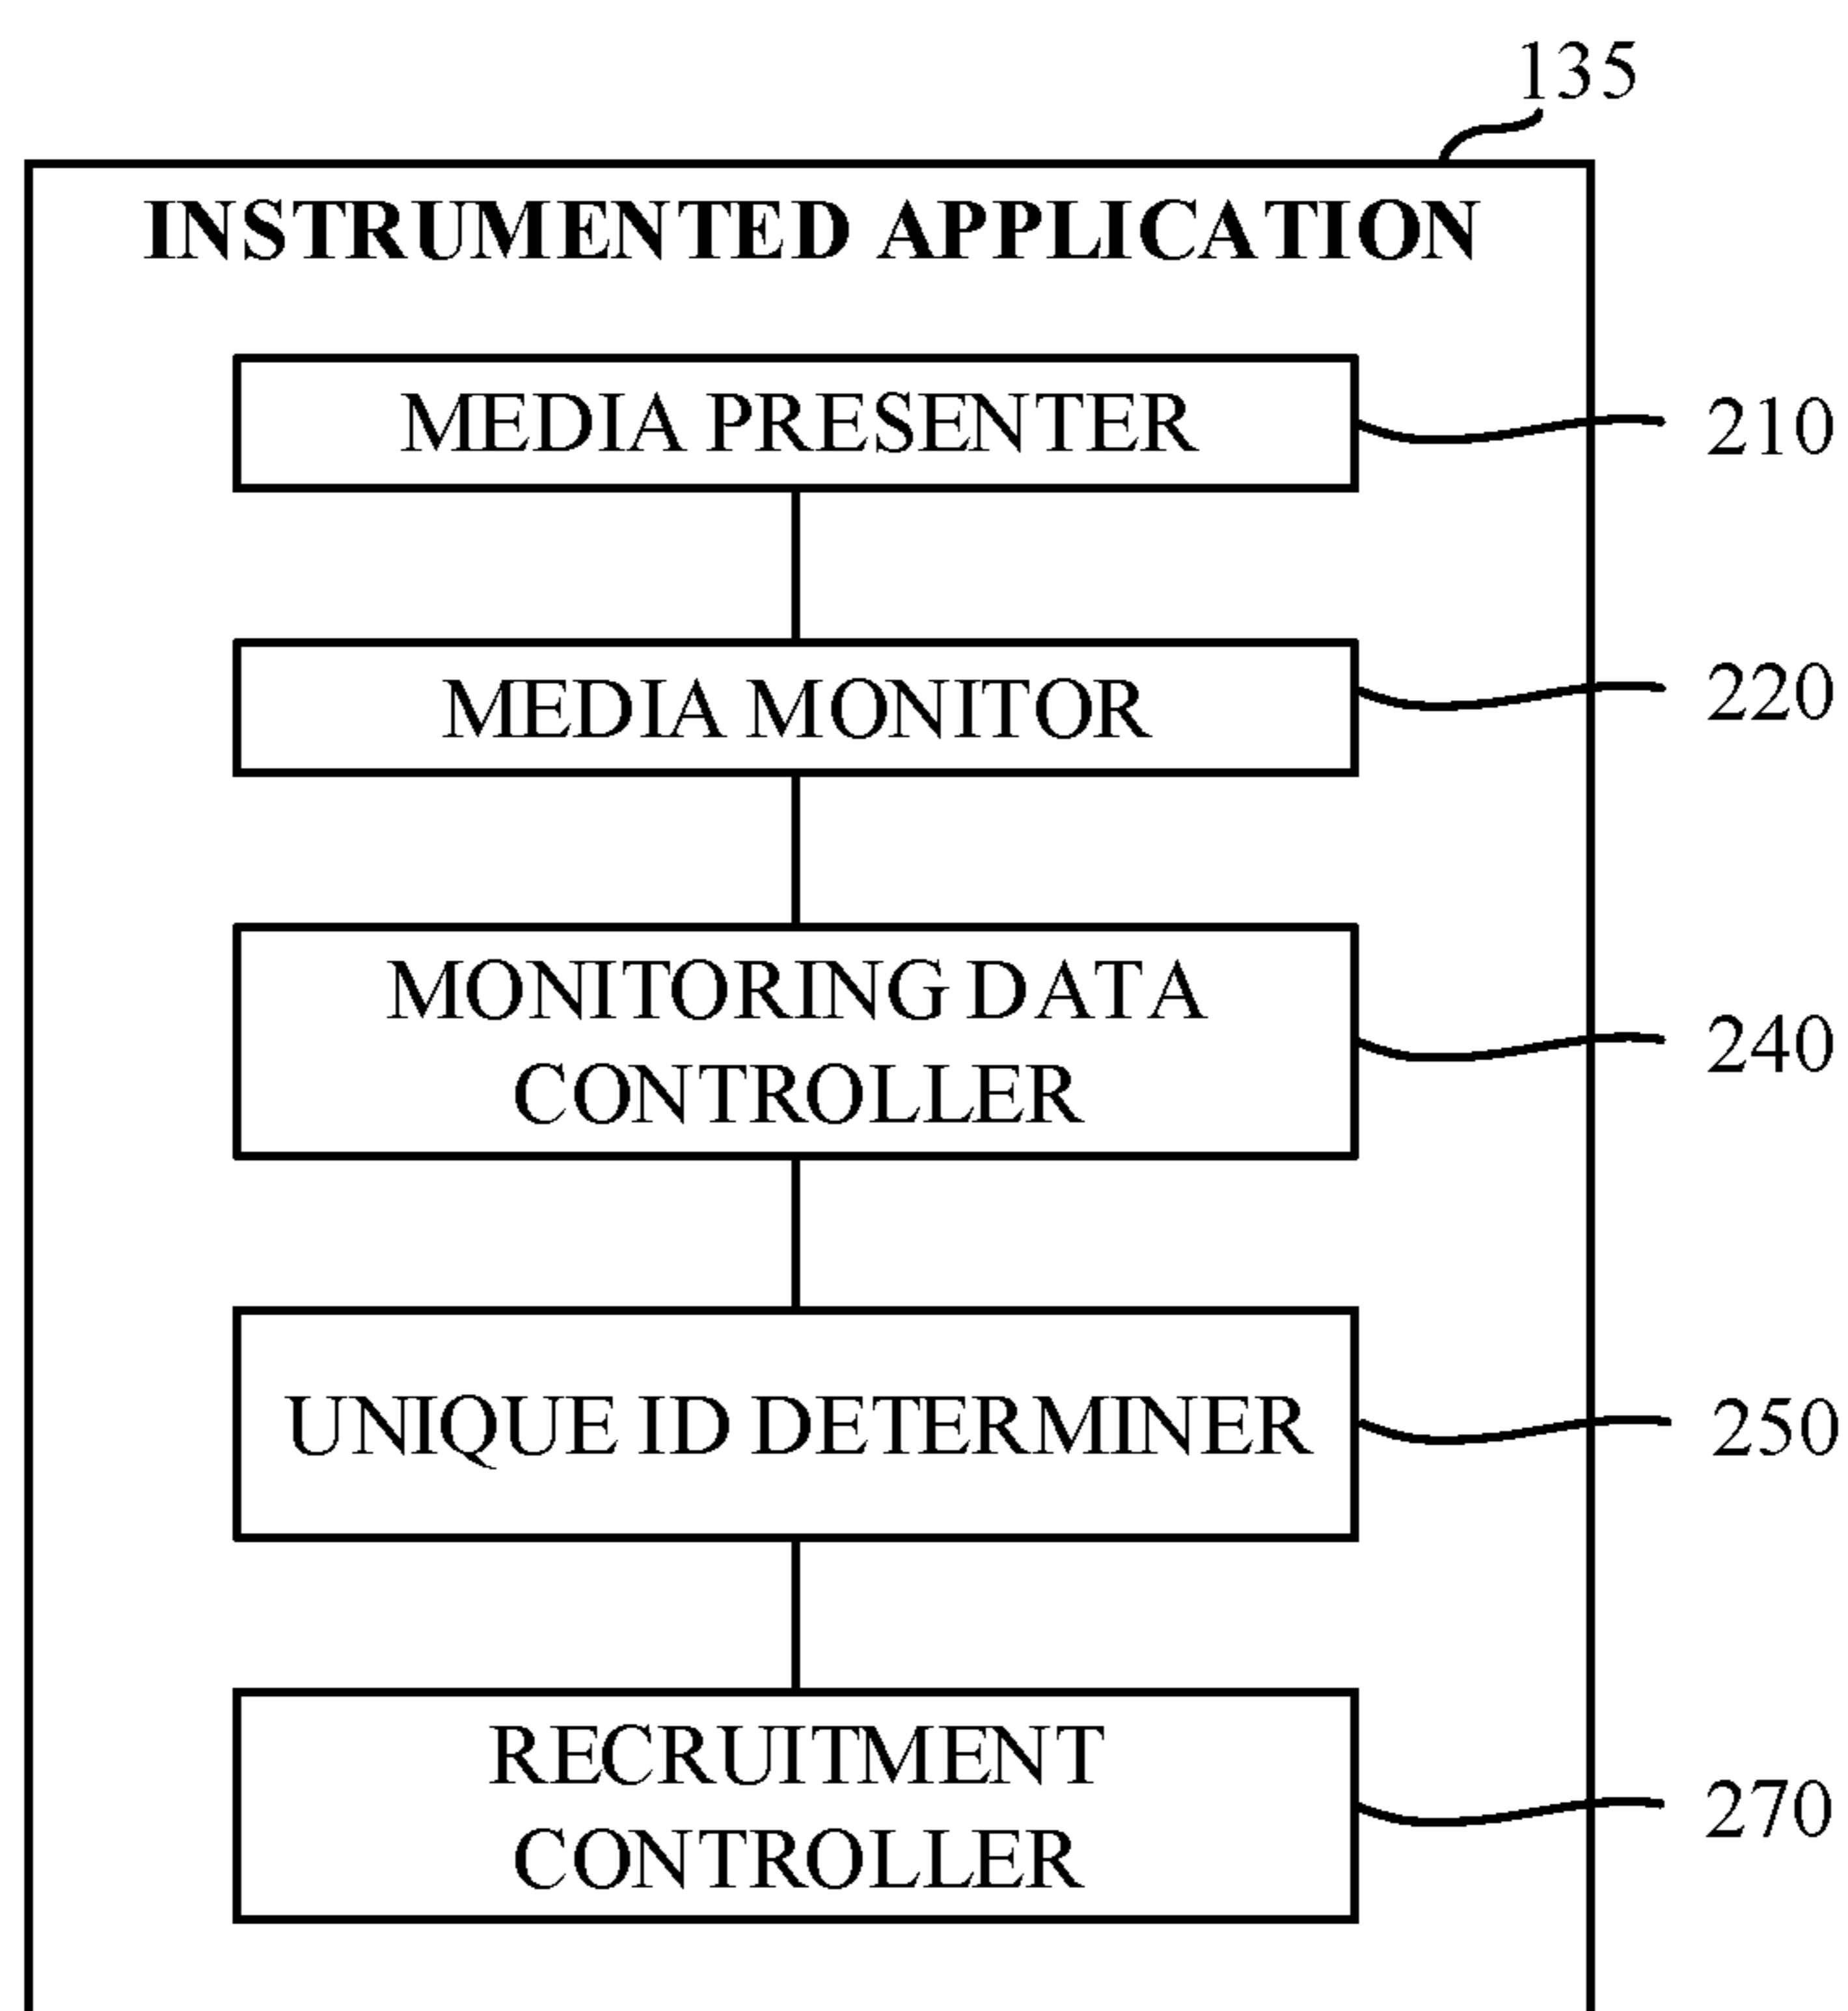 135
INSTRUMENTED APPLICATION
MEDIA PRESENTER
210
MEDIA MONITOR
220
MONITORING DATA
CONTROLLER
240
UNIQUE ID DETERMINER
250
RECRUITMENT
CONTROLLER
270